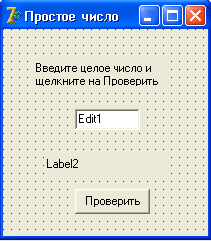 Простое число
Введите целое число и
щелкните на Проверить
Edit1
Label2
Проверить